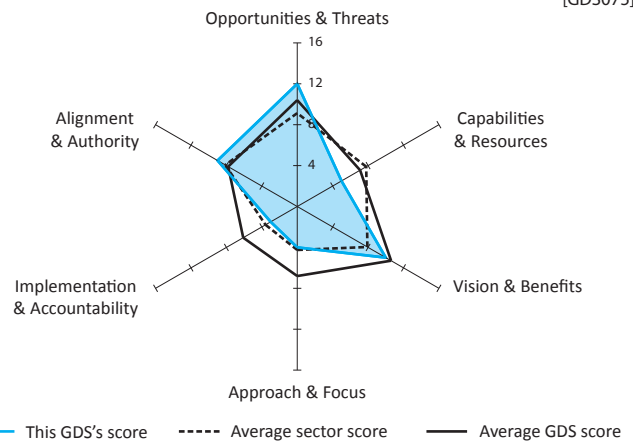 [GDS075]
Opportunities & Threats
16
12
8
4
Alignment
& Authority
Capabilities
& Resources
Implementation
& Accountability
Vision & Benefits
Approach & Focus
This GDS's score
Average sector score
Average GDS score